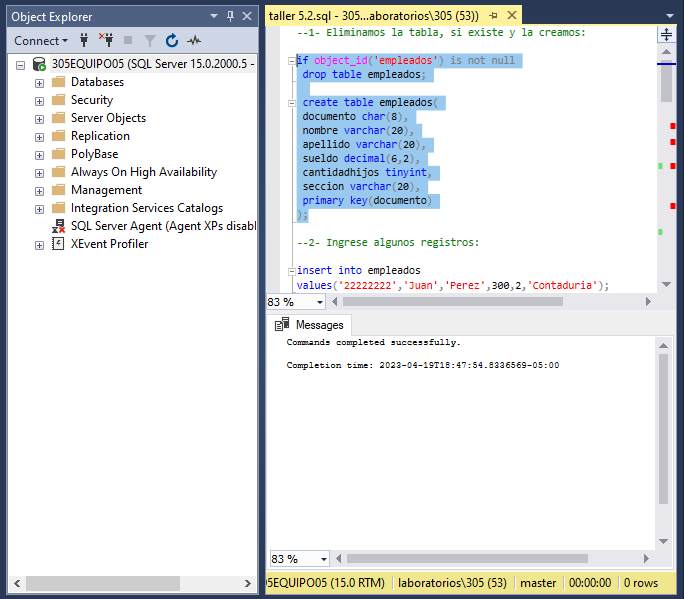 Object Explorer
Connect
305EQUIPO05 (SQL Server 15.0.2000.5 -
Databases
Security
Server Objects
Replication
PolyBase
Always On High Availability
Management
Integration Services Catalogs
SQL Server Agent (Agent XPs disabl
XEvent Profiler
taller 5.2.sql - 305...aboratorios\305 (53))
--1- Eliminamos la tabla, si existe y la creamos:
if object_id('empleados') is not null
drop table empleados;
create table empleados(
documento char(8),
nombre varchar(20),
apellido varchar(20),
sueldo decimal(6,2),
cantidadhijos tinyint,
seccion varchar(20),
primary key(documento)
);
--2- Ingrese algunos registros:
insert into empleados
values('22222222','Juan','Perez',300,2,'Contaduria');
83 %
Messages
Commands completed successfully.
Completion time: 2023-04-19T18:47:54.8336569-05:00
83 %
05EQUIPO05 (15.0 RTM) laboratorios\305 (53) master 00:00:00 0 rows